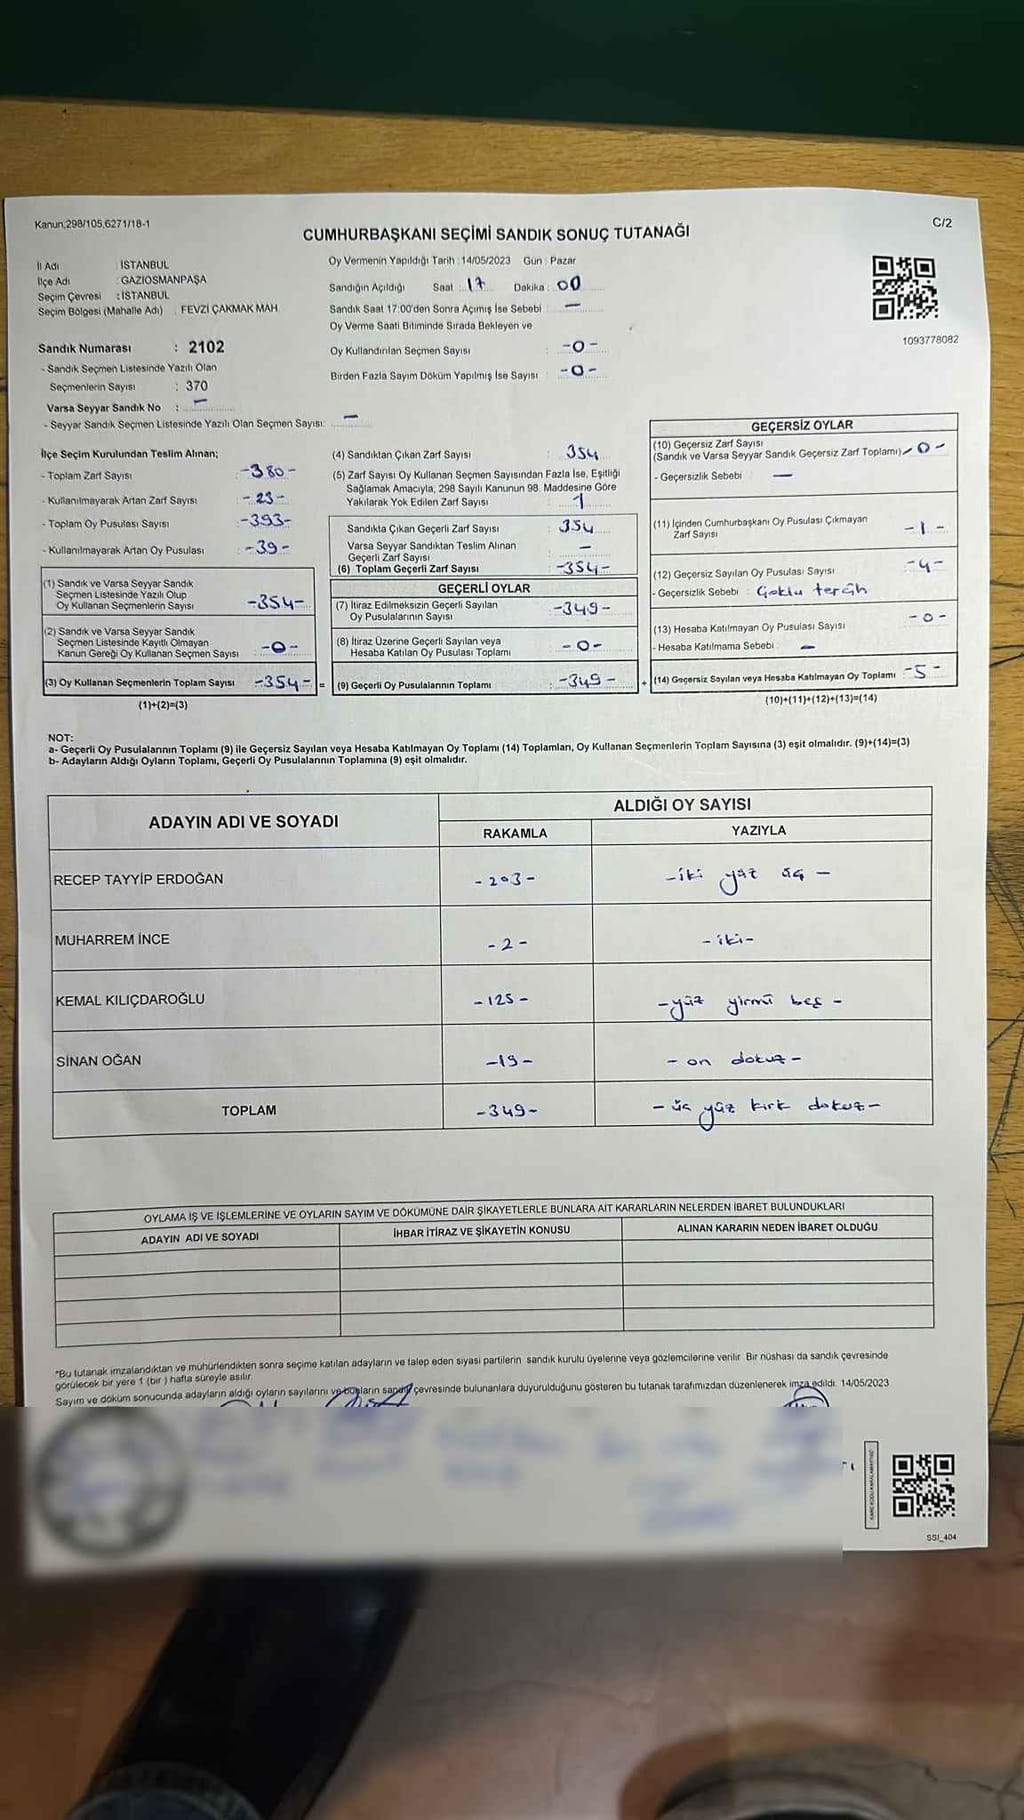 Kanun,298/105,6271/18-1
C/2
CUMHURBAŞKANI SEÇİMİ SANDIK SONUÇ TUTANAĞI
İl Adı : İSTANBUL
İlçe Adı : GAZİOSMANPAŞA
Seçim Çevresi : İSTANBUL
Seçim Bölgesi (Mahalle Adı) : FEVZİ ÇAKMAK MAH
Sandık Numarası : 2102
- Sandık Seçmen Listesinde Yazılı Olan
Seçmenlerin Sayısı : 370
Varsa Seyyar Sandık No : —
- Seyyar Sandık Seçmen Listesinde Yazılı Olan Seçmen Sayısı: —
Oy Vermenin Yapıldığı Tarih : 14/05/2023 Gün : Pazar
Sandığın Açıldığı Saat : 17 Dakika : 00
Sandık Saat 17:00'den Sonra Açılmış İse Sebebi : —
Oy Verme Saati Bitiminde Sırada Bekleyen ve
Oy Kullandırılan Seçmen Sayısı : -0-
Birden Fazla Sayım Döküm Yapılmış İse Sayısı : -0-
1093778082
İlçe Seçim Kurulundan Teslim Alınan;
- Toplam Zarf Sayısı : -380-
- Kullanılmayarak Artan Zarf Sayısı : -23-
- Toplam Oy Pusulası Sayısı : -393-
- Kullanılmayarak Artan Oy Pusulası : -39-
(1) Sandık ve Varsa Seyyar Sandık
Seçmen Listesinde Yazılı Olup
Oy Kullanan Seçmenlerin Sayısı : -354-
(2) Sandık ve Varsa Seyyar Sandık
Seçmen Listesinde Kayıtlı Olmayan
Kanun Gereği Oy Kullanan Seçmen Sayısı : -0-
(3) Oy Kullanan Seçmenlerin Toplam Sayısı : -354- =
(1)+(2)=(3)
(4) Sandıktan Çıkan Zarf Sayısı : 354
(5) Zarf Sayısı Oy Kullanan Seçmen Sayısından Fazla İse, Eşitliği
Sağlamak Amacıyla, 298 Sayılı Kanunun 98. Maddesine Göre
Yakılarak Yok Edilen Zarf Sayısı
Sandıkta Çıkan Geçerli Zarf Sayısı : 354
Varsa Seyyar Sandıktan Teslim Alınan
Geçerli Zarf Sayısı : —
(6) Toplam Geçerli Zarf Sayısı : -354-
GEÇERLİ OYLAR
(7) İtiraz Edilmeksizin Geçerli Sayılan
Oy Pusulalarının Sayısı : -349-
(8) İtiraz Üzerine Geçerli Sayılan veya
Hesaba Katılan Oy Pusulası Toplamı : -0-
(9) Geçerli Oy Pusulalarının Toplamı : -349- +
GEÇERSİZ OYLAR
(10) Geçersiz Zarf Sayısı
(Sandık ve Varsa Seyyar Sandık Geçersiz Zarf Toplamı) -0-
- Geçersizlik Sebebi : —
(11) İçinden Cumhurbaşkanı Oy Pusulası Çıkmayan
Zarf Sayısı : -1-
(12) Geçersiz Sayılan Oy Pusulası Sayısı : -4-
- Geçersizlik Sebebi : Çoklu tercih
(13) Hesaba Katılmayan Oy Pusulası Sayısı : -0-
- Hesaba Katılmama Sebebi : —
(14) Geçersiz Sayılan veya Hesaba Katılmayan Oy Toplamı : -5-
(10)+(11)+(12)+(13)=(14)
NOT:
a- Geçerli Oy Pusulalarının Toplamı (9) ile Geçersiz Sayılan veya Hesaba Katılmayan Oy Toplamı (14) Toplamları, Oy Kullanan Seçmenlerin Toplam Sayısına (3) eşit olmalıdır. (9)+(14)=(3)
b- Adayların Aldığı Oyların Toplamı, Geçerli Oy Pusulalarının Toplamına (9) eşit olmalıdır.
ADAYIN ADI VE SOYADI
ALDIĞI OY SAYISI
RAKAMLA YAZIYLA
RECEP TAYYİP ERDOĞAN -203- -iki yüz üç-
MUHARREM İNCE -2- -iki-
KEMAL KILIÇDAROĞLU -125- -yüz yirmi beş-
SİNAN OĞAN -19- -on dokuz-
TOPLAM -349- -üç yüz kırk dokuz-
OYLAMA İŞ VE İŞLEMLERİNE VE OYLARIN SAYIM VE DÖKÜMÜNE DAİR ŞİKAYETLERLE BUNLARA AİT KARARLARIN NELERDEN İBARET BULUNDUKLARI
ADAYIN ADI VE SOYADI İHBAR İTİRAZ VE ŞİKAYETİN KONUSU ALINAN KARARIN NEDEN İBARET OLDUĞU
*Bu tutanak imzalandıktan ve mühürlendikten sonra seçime katılan adayların ve talep eden siyasi partilerin sandık kurulu üyelerine veya gözlemcilerine verilir. Bir nüshası da sandık çevresinde
görülecek bir yere 1 (bir) hafta süreyle asılır.
Sayım ve döküm sonucunda adayların aldığı oyların sayılarını ve bunların sandık çevresinde bulunanlara duyurulduğunu gösteren bu tutanak tarafımızdan düzenlenerek imza edildi. 14/05/2023
SSI_404